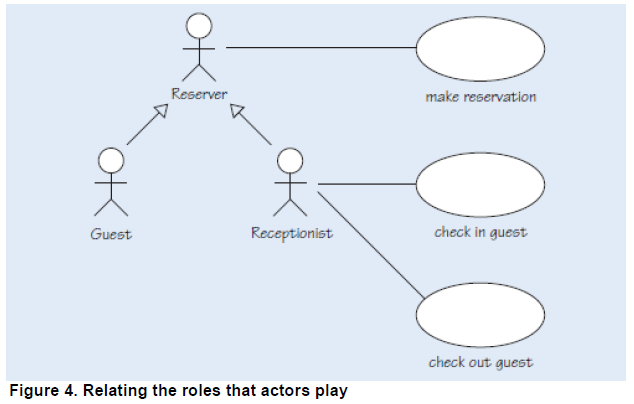 Reserver
make reservation
Guest
Receptionist
check in guest
check out guest
Figure 4. Relating the roles that actors play